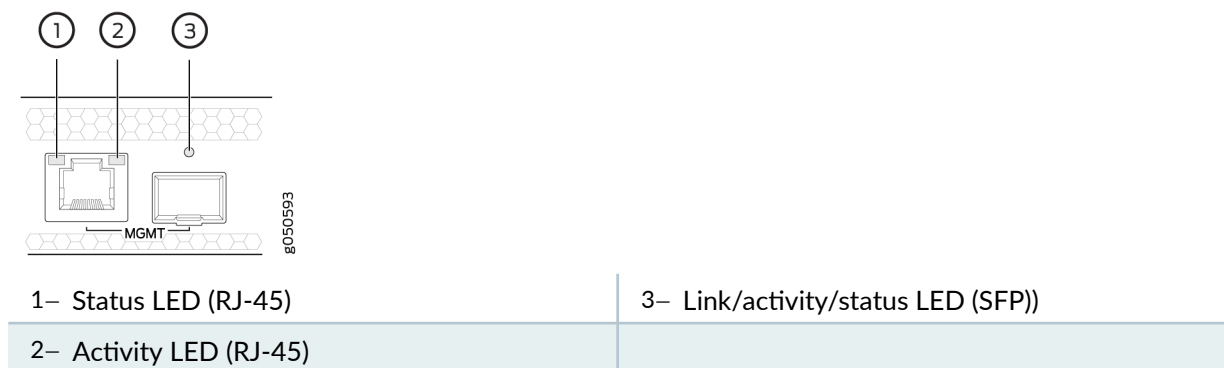 1 2 3
MGMT
g050593
1– Status LED (RJ-45)
3– Link/activity/status LED (SFP))
2– Activity LED (RJ-45)